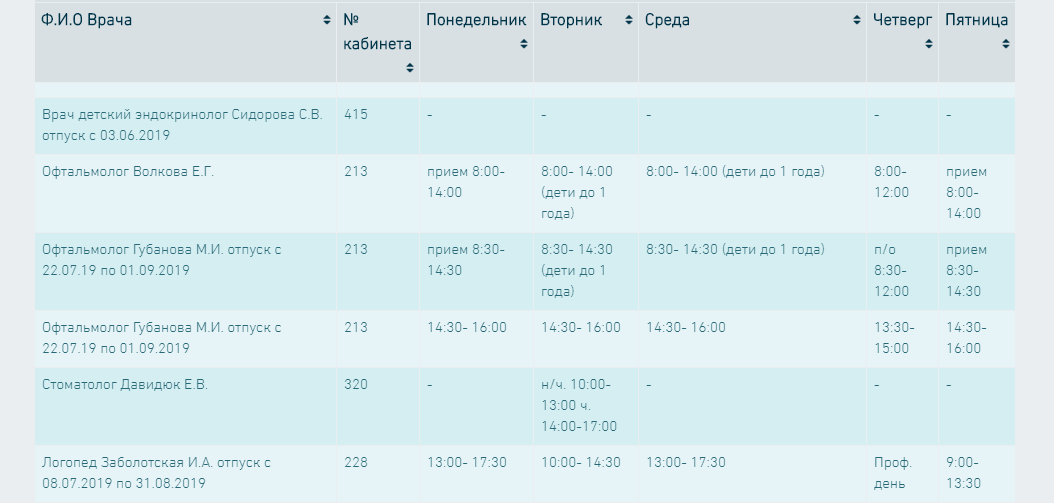 Ф.И.О Врача № кабинета Понедельник Вторник Среда Четверг Пятница
Врач детский эндокринолог Сидорова С.В. 415 - - - - -
отпуск с 03.06.2019
Офтальмолог Волкова Е.Г. 213 прием 8:00- 8:00- 14:00 8:00- 14:00 (дети до 1 года) 8:00- прием
14:00 (дети до 1 12:00 8:00-
года) 14:00
Офтальмолог Губанова М.И. отпуск с 213 прием 8:30- 8:30- 14:30 8:30- 14:30 (дети до 1 года) п/о прием
22.07.19 по 01.09.2019 14:30 (дети до 1 8:30- 8:30-
года) 12:00 14:30
Офтальмолог Губанова М.И. отпуск с 213 14:30- 16:00 14:30- 16:00 14:30- 16:00 13:30- 14:30-
22.07.19 по 01.09.2019 15:00 16:00
Стоматолог Давидюк Е.В. 320 - н/ч. 10:00- - - -
13:00 ч.
14:00-17:00
Логопед Заболотская И.А. отпуск с 228 13:00- 17:30 10:00- 14:30 13:00- 17:30 Проф. 9:00-
08.07.2019 по 31.08.2019 день 13:30